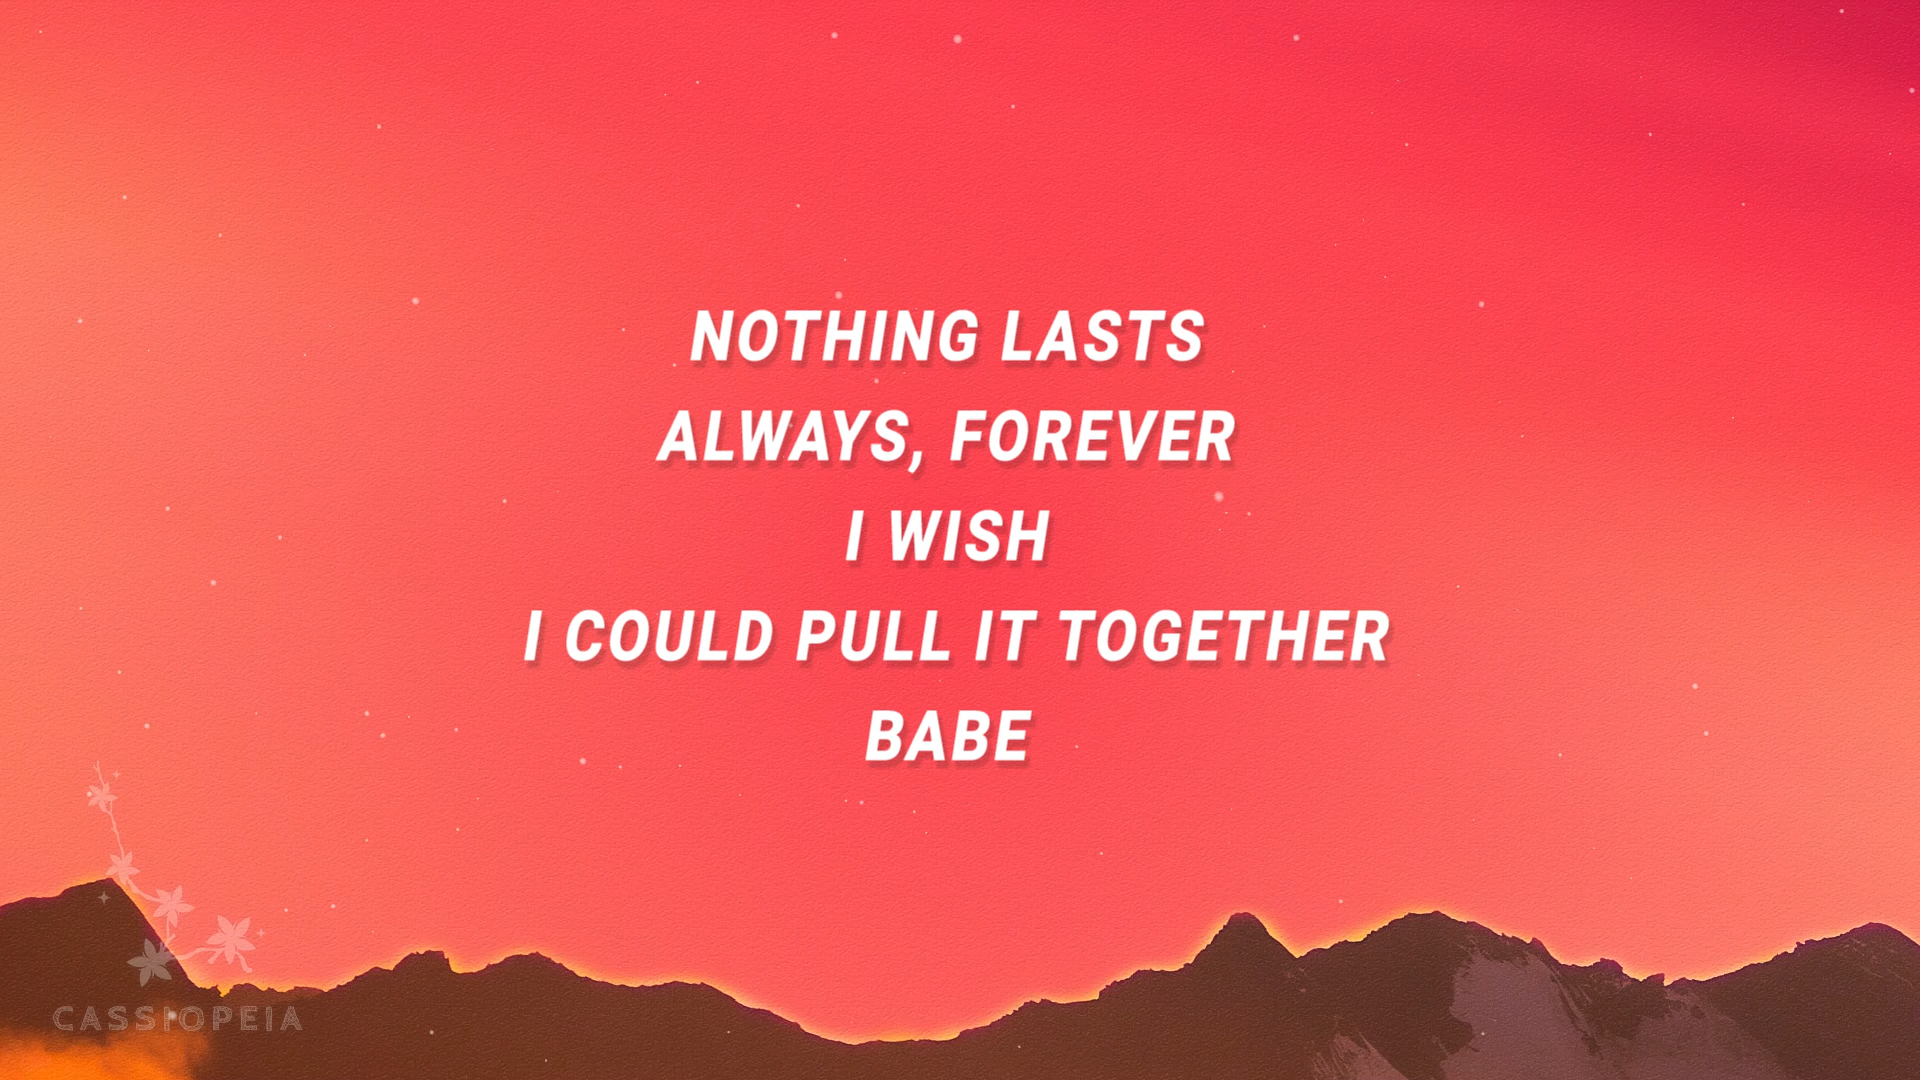 NOTHING LASTS
ALWAYS, FOREVER
I WISH
I COULD PULL IT TOGETHER
BABE
CASSIOPEIA